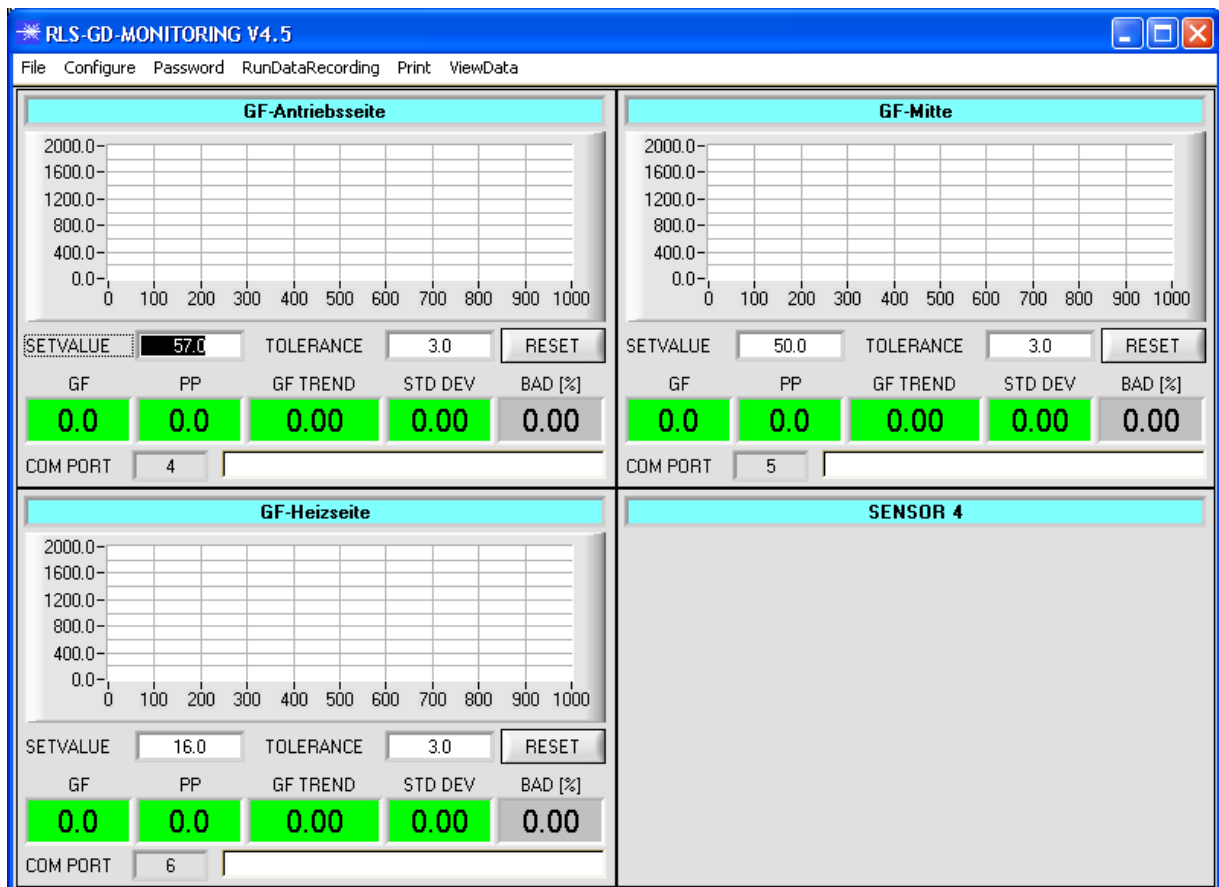 RLS-GD-MONITORING V4.5
File Configure Password RunDataRecording Print ViewData
GF-Antriebsseite
2000.0
1600.0
1200.0
800.0
400.0
0.0
0 100 200 300 400 500 600 700 800 900 1000
SETVALUE 57.0 TOLERANCE 3.0 RESET
GF PP GF TREND STD DEV BAD [%]
0.0 0.0 0.00 0.00 0.00
COM PORT 4
GF-Mitte
2000.0
1600.0
1200.0
800.0
400.0
0.0
0 100 200 300 400 500 600 700 800 900 1000
SETVALUE 50.0 TOLERANCE 3.0 RESET
GF PP GF TREND STD DEV BAD [%]
0.0 0.0 0.00 0.00 0.00
COM PORT 5
GF-Heizseite
2000.0
1600.0
1200.0
800.0
400.0
0.0
0 100 200 300 400 500 600 700 800 900 1000
SETVALUE 16.0 TOLERANCE 3.0 RESET
GF PP GF TREND STD DEV BAD [%]
0.0 0.0 0.00 0.00 0.00
COM PORT 6
SENSOR 4